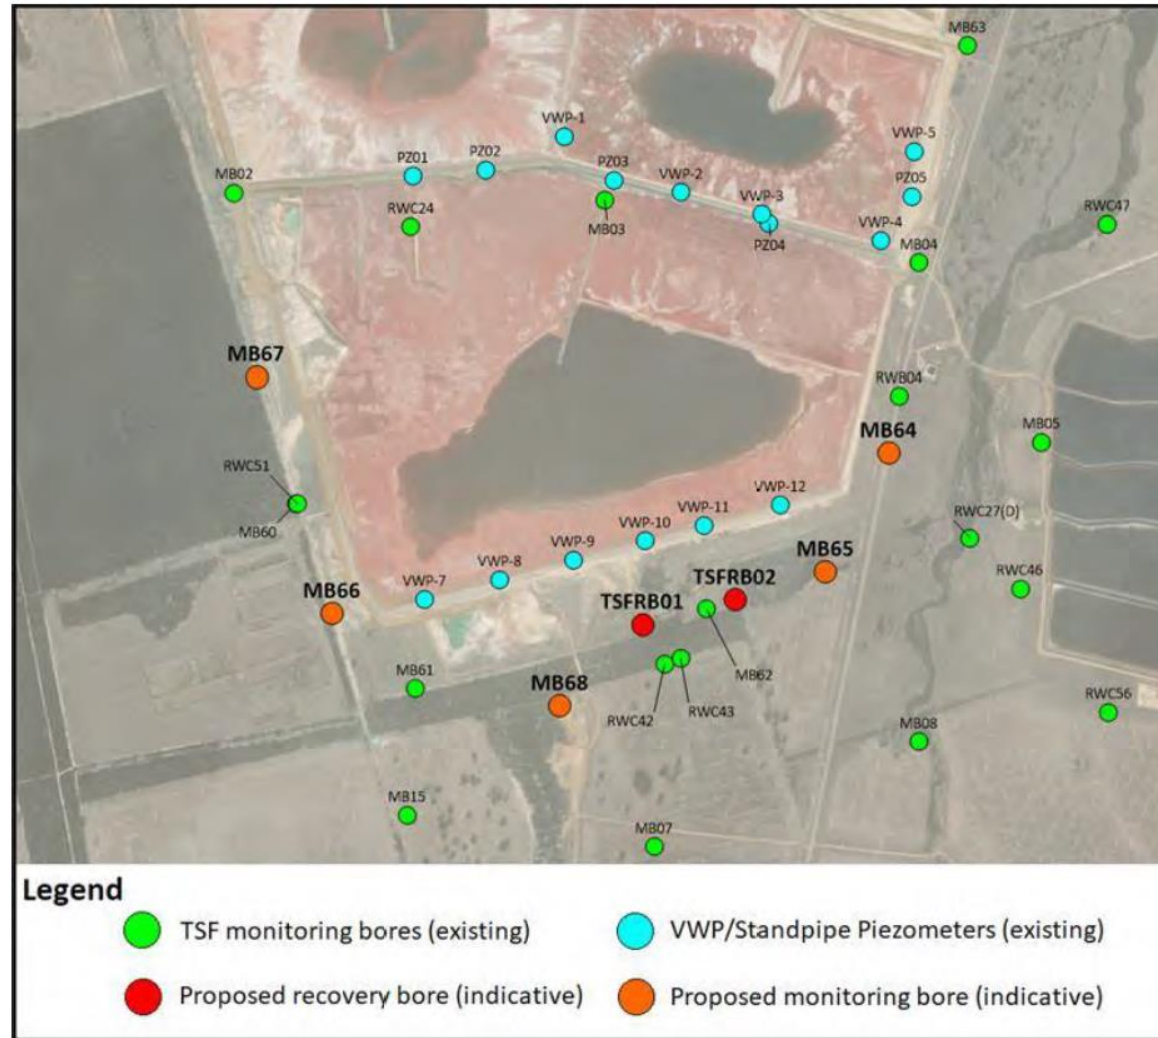 MB63
VWP-1
VWP-5
PZ02
PZ01
PZ03
MB02
VWP-2
PZ05
VWP-3
RWC24
MB03
RWC47
PZ04
VWP-4
MB04
MB67
RWB04
MB05
MB64
RWC51
VWP-12
MB60
VWP-11
RWC27(D)
VWP-10
VWP-9
MB65
VWP-8
TSFRB02
RWC46
MB66
VWP-7
TSFRB01
MB61
MB62
MB68
RWC42
RWC43
RWC56
MB08
MB15
MB07
Legend
TSF monitoring bores (existing)
VWP/Standpipe Piezometers (existing)
Proposed recovery bore (indicative)
Proposed monitoring bore (indicative)